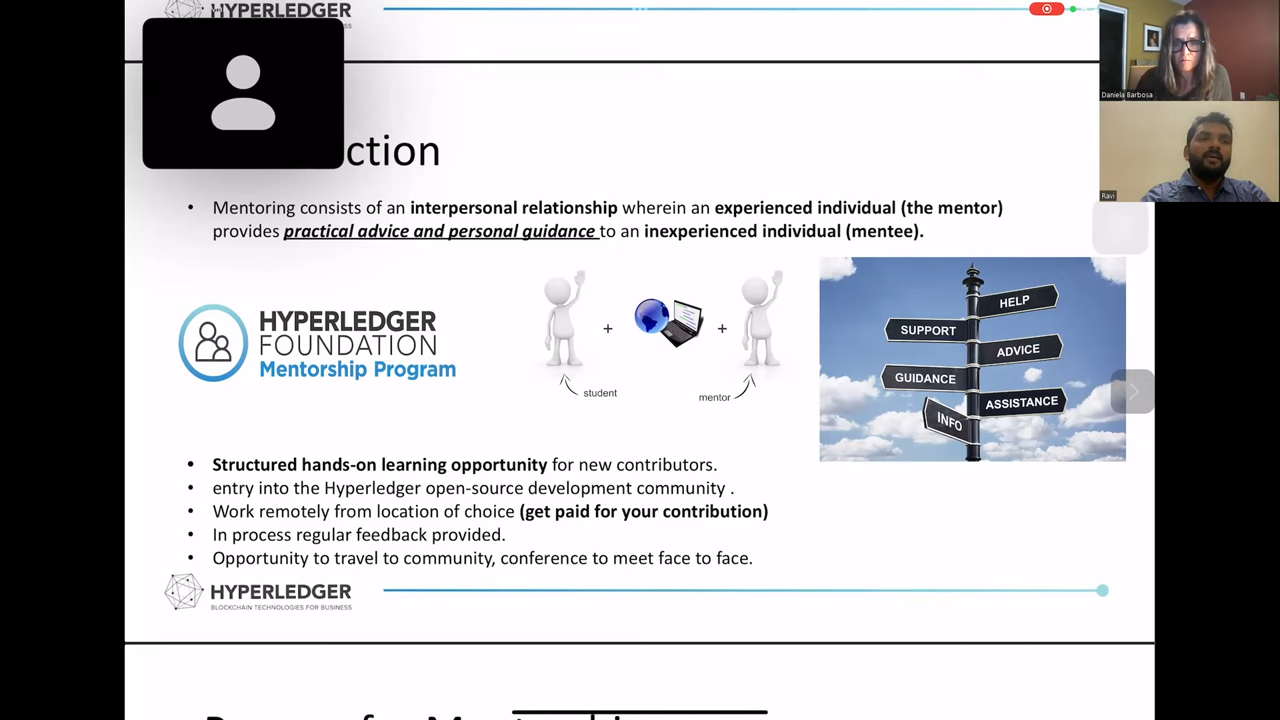 HYPERLEDGER
Daniela Barbosa
Ravi
ction
• Mentoring consists of an interpersonal relationship wherein an experienced individual (the mentor)
provides practical advice and personal guidance to an inexperienced individual (mentee).
HYPERLEDGER
FOUNDATION
Mentorship Program
+
+
student
mentor
HELP
SUPPORT
ADVICE
GUIDANCE
ASSISTANCE
INFO
• Structured hands-on learning opportunity for new contributors.
• entry into the Hyperledger open-source development community .
• Work remotely from location of choice (get paid for your contribution)
• In process regular feedback provided.
• Opportunity to travel to community, conference to meet face to face.
HYPERLEDGER
BLOCKCHAIN TECHNOLOGIES FOR BUSINESS